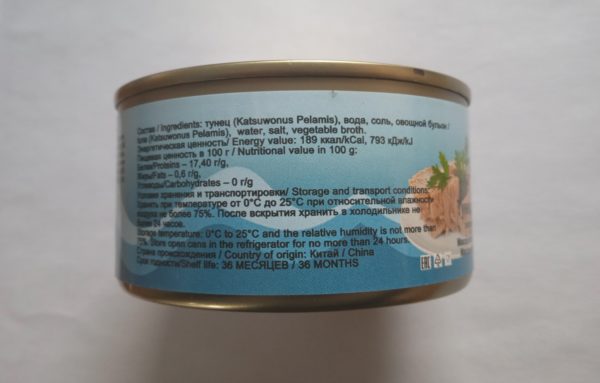 Состав / Ingredients: тунец (Katsuwonus Pelamis), вода, соль, овощной бульон /
tuna (Katsuwonus Pelamis), water, salt, vegetable broth.
Энергетическая ценность/ Energy value: 189 ккал/kCal, 793 кДж/kJ
Пищевая ценность в 100 г / Nutritional value in 100 g:
Белки/Proteins – 17,40 г/g,
Жиры/Fats – 0,6 г/g,
Углеводы/Carbohydrates – 0 г/g
Условия хранения и транспортировки/ Storage and transport conditions:
Хранить при температуре от 0°C до 25°C при относительной влажности
воздуха не более 75%. После вскрытия хранить в холодильнике не
более 24 часов.
Storage temperature: 0°C to 25°C and the relative humidity is not more than
75%. Store open cans in the refrigerator for no more than 24 hours.
Страна происхождения / Country of origin: Китай / China
Срок годности/Shelf life: 36 МЕСЯЦЕВ / 36 MONTHS
EAC